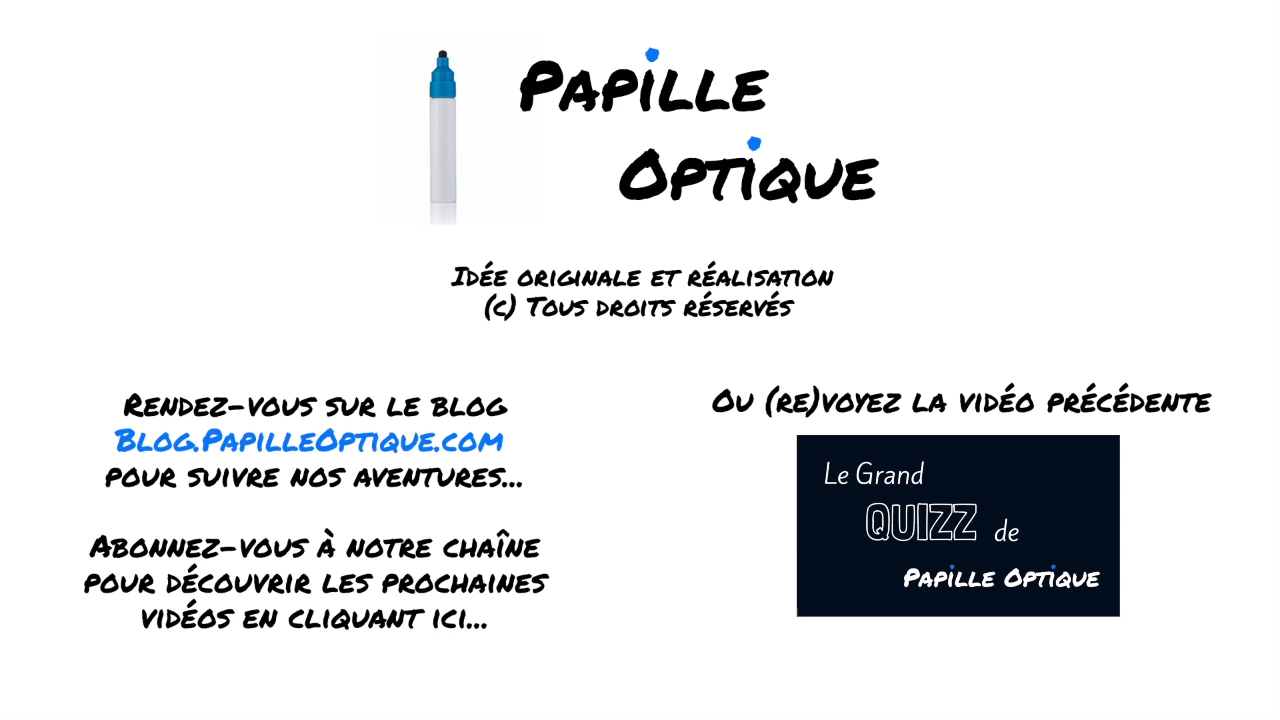 Papille
Optique
Idée originale et réalisation
(c) Tous droits réservés
Rendez-vous sur le blog
Blog.PapilleOptique.com
pour suivre nos aventures...
Abonnez-vous à notre chaîne
pour découvrir les prochaines
vidéos en cliquant ici...
Ou (re)voyez la vidéo précédente
Le Grand
QUIZZ de
Papille Optique